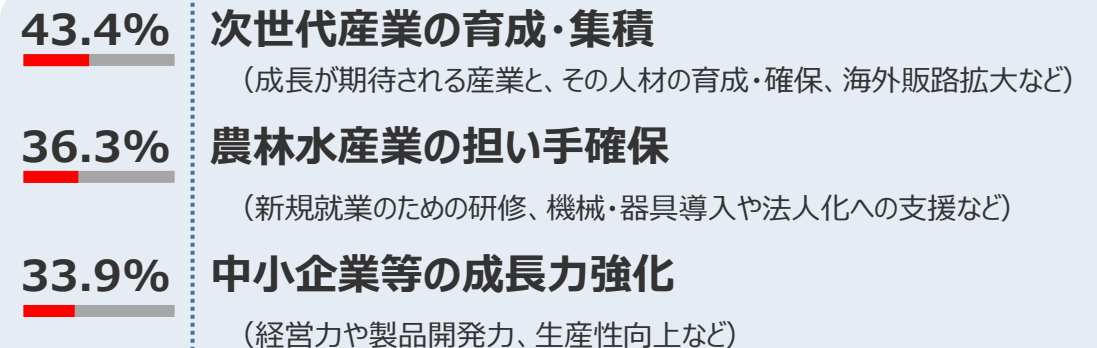 43.4% 次世代産業の育成・集積
（成長が期待される産業と、その人材の育成・確保、海外販路拡大など）
36.3% 農林水産業の担い手確保
（新規就業のための研修、機械・器具導入や法人化への支援など）
33.9% 中小企業等の成長力強化
（経営力や製品開発力、生産性向上など）